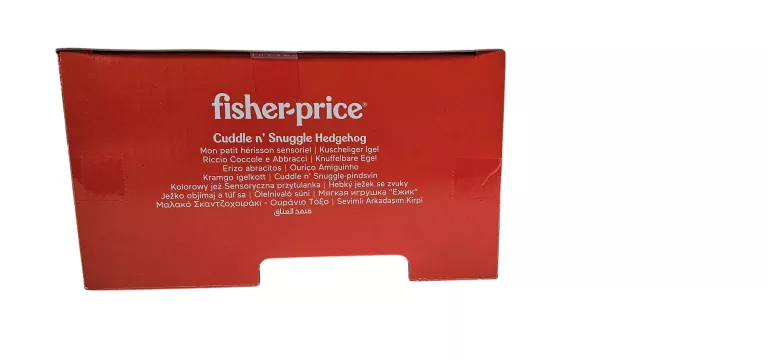 fisher-price®
Cuddle n' Snuggle Hedgehog
Mon petit hérisson sensoriel | Kuscheliger Igel
Riccio Coccole e Abbracci | Knuffelbare Egel
Erizo abracitos | Ouriço Amiguinho
Kramgo igelkott | Cuddle n' Snuggle-pindsvin
Kolorowy jeż Sensoryczna przytulanka | Hebký ježek se zvuky
Ježko objímaj a túľ sa | Ölelnivaló süni | Мягкая игрушка "Ежик"
Μαλακό Σκαντζοχοιράκι - Ουράνιο Τόξο | Sevimli Arkadaşım Kirpi
قنفذ العناق